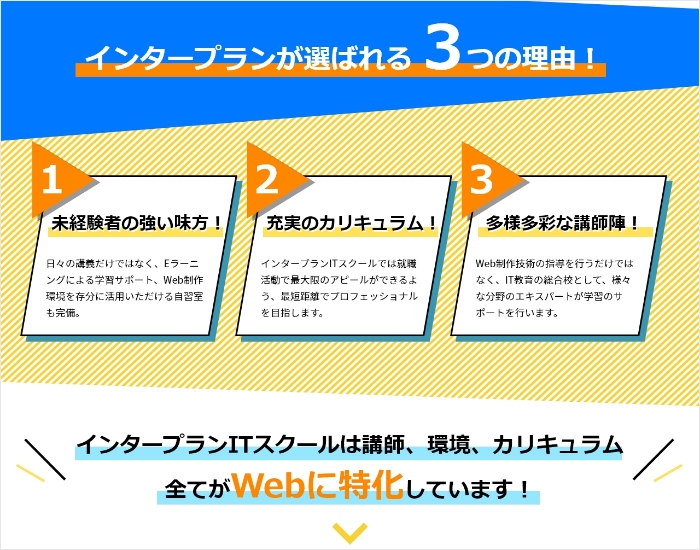 インタープランが選ばれる 3つの理由！
1
未経験者の強い味方！
日々の講義だけではなく、Eラーニ
ングによる学習サポート、Web制作
環境を存分に活用いただける自習室
も完備。
2
充実のカリキュラム！
インタープランITスクールでは就職
活動で最大限のアピールができるよ
う、最短距離でプロフェッショナル
を目指します。
3
多様多彩な講師陣！
Web制作技術の指導を行うだけでは
なく、IT教育の総合校として、様々
な分野のエキスパートが学習のサ
ポートを行います。
インタープランITスクールは講師、環境、カリキュラム
全てがWebに特化しています！